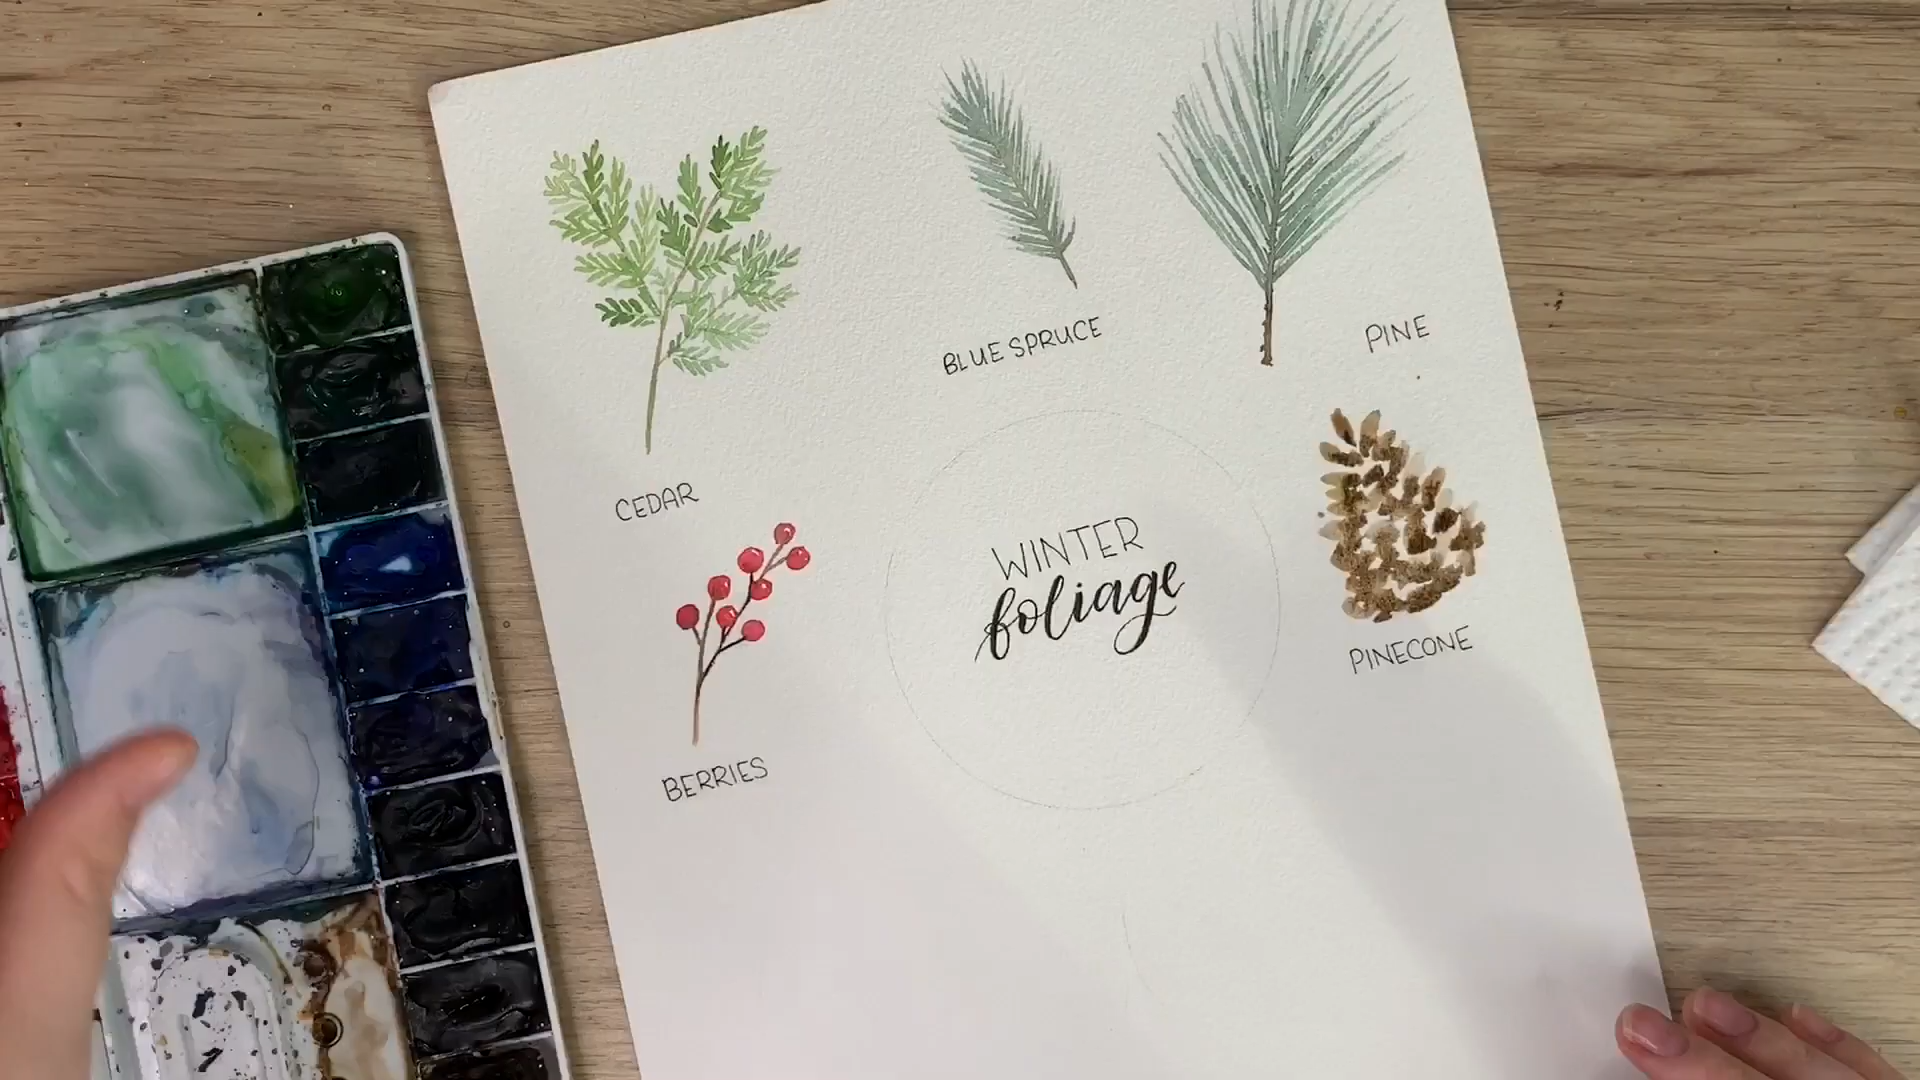 BLUE SPRUCE
PINE
CEDAR
WINTER
foliage
PINECONE
BERRIES